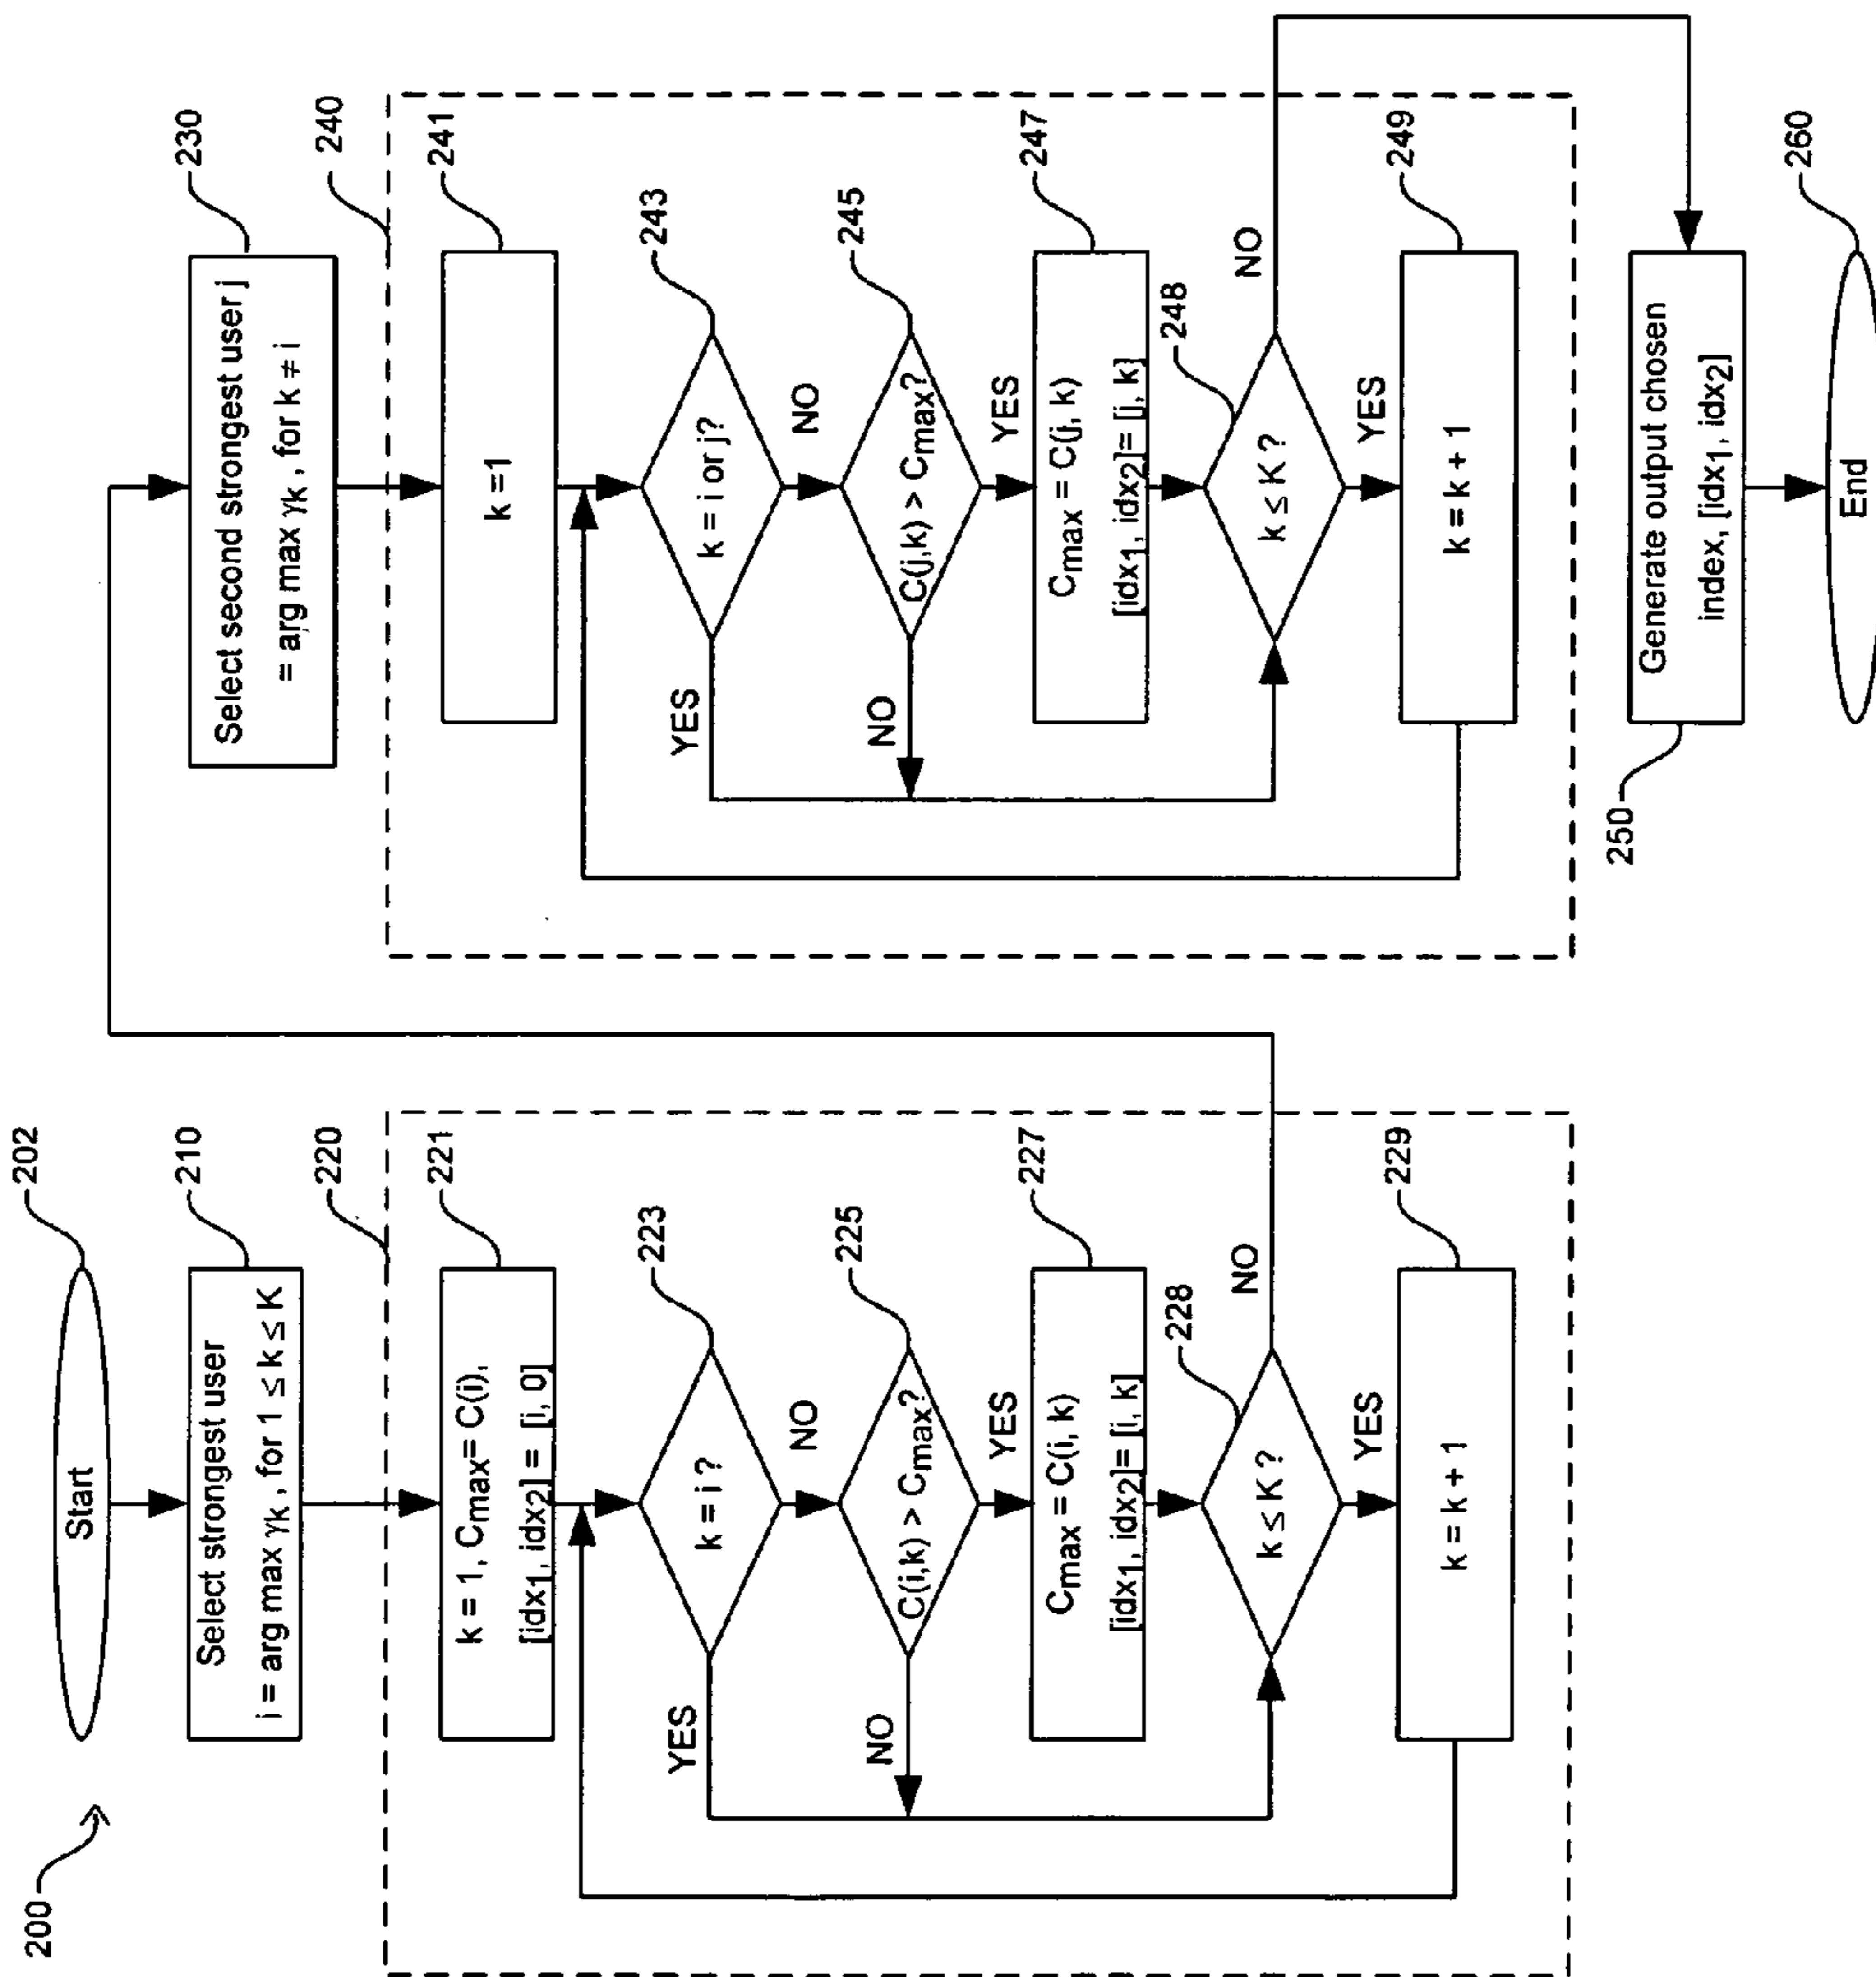 200
Start
202
Select strongest user
i = arg max γk, for 1 ≤ k ≤ K
210
220
k = 1, Cmax= C(i),
[idx1, idx2] = [i, 0]
221
k = i ?
223
YES
NO
C(i,k) > Cmax?
225
NO
YES
Cmax = C(i, k)
[idx1, idx2]= [i, k]
227
k ≤ K ?
228
NO
YES
k = k + 1
229
Select second strongest user j
= arg max γk, for k ≠ i
230
240
k =1
241
k = i or j?
243
YES
NO
C(j,k) > Cmax?
245
NO
YES
Cmax = C(j, k)
[idx1, idx2]= [j, k]
247
k ≤ K ?
248
NO
YES
k = k + 1
249
Generate output chosen
index, [idx1, idx2]
250
End
260